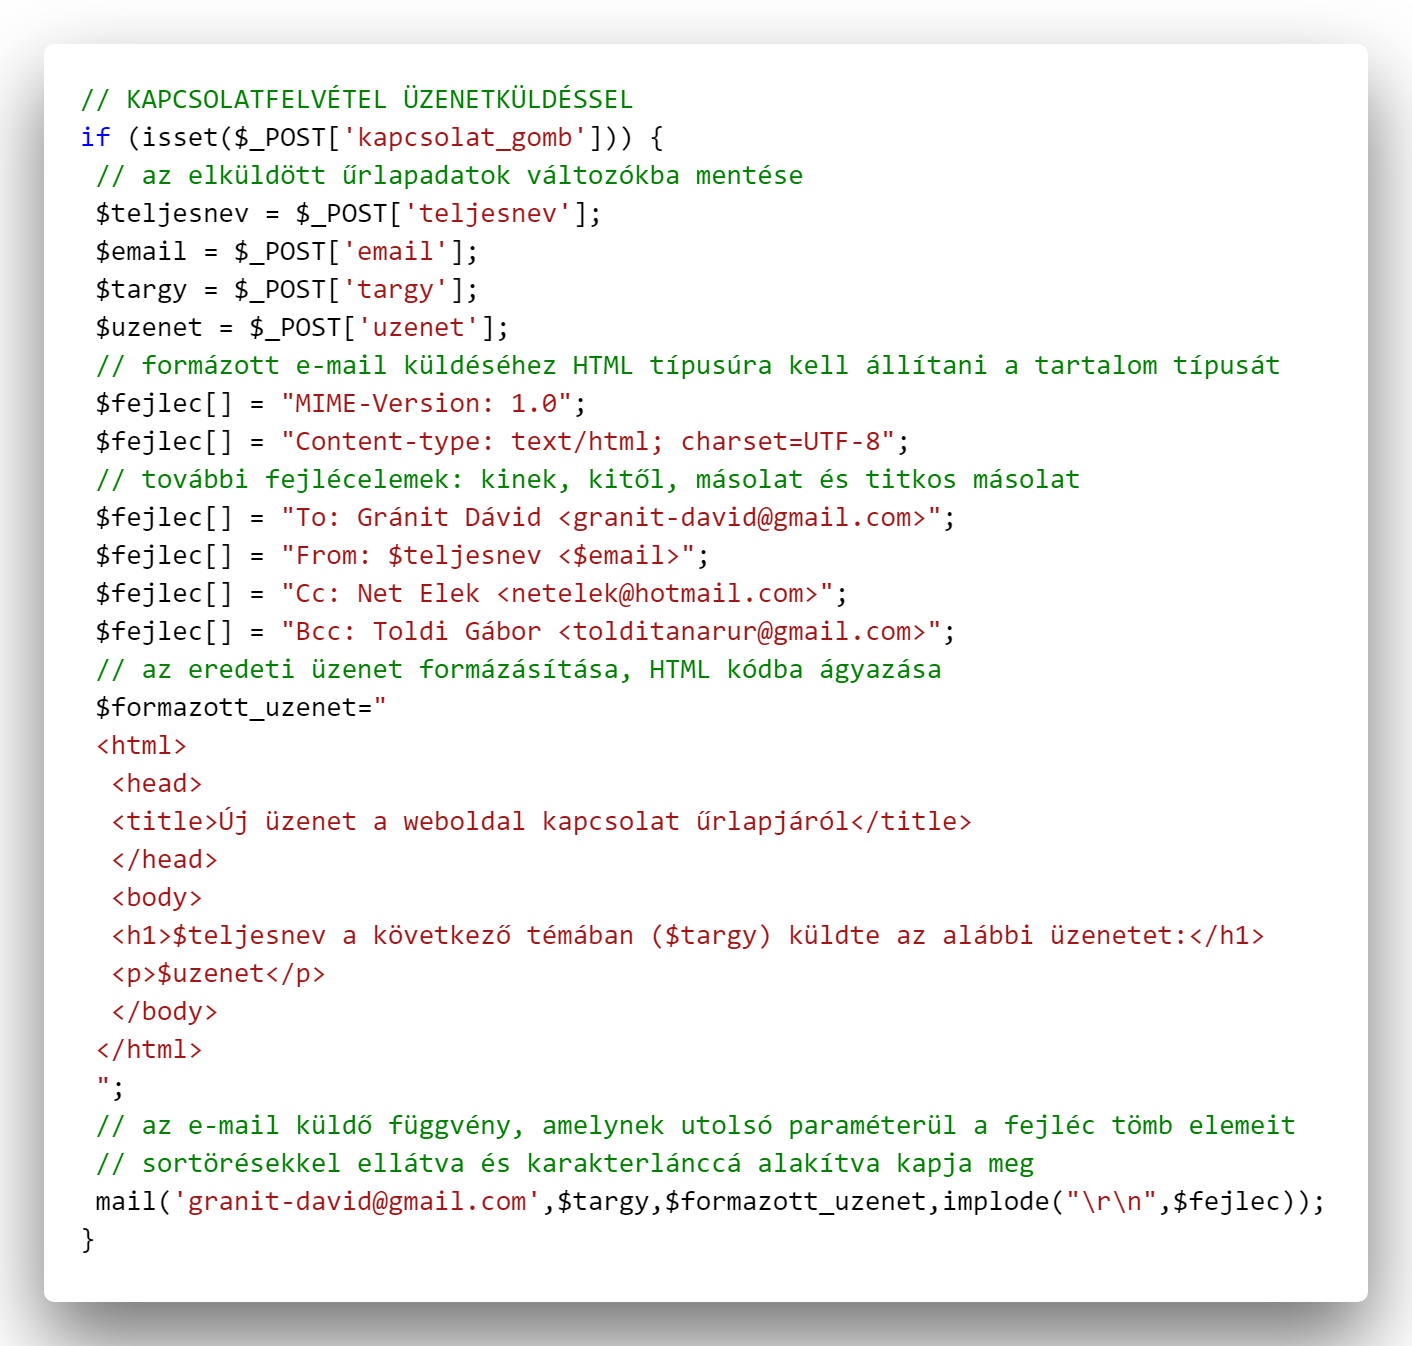 // KAPCSOLATFELVÉTEL ÜZENETKÜLDÉSSEL
if (isset($_POST['kapcsolat_gomb'])) {
// az elküldött űrlapadatok változókba mentése
$teljesnev = $_POST['teljesnev'];
$email = $_POST['email'];
$targy = $_POST['targy'];
$uzenet = $_POST['uzenet'];
// formázott e-mail küldéséhez HTML típusúra kell állítani a tartalom típusát
$fejlec[] = "MIME-Version: 1.0";
$fejlec[] = "Content-type: text/html; charset=UTF-8";
// további fejlécelemek: kinek, kitől, másolat és titkos másolat
$fejlec[] = "To: Gránit Dávid <granit-david@gmail.com>";
$fejlec[] = "From: $teljesnev <$email>";
$fejlec[] = "Cc: Net Elek <netelek@hotmail.com>";
$fejlec[] = "Bcc: Toldi Gábor <tolditanarur@gmail.com>";
// az eredeti üzenet formázásítása, HTML kódba ágyazása
$formazott_uzenet="
<html>
<head>
<title>Új üzenet a weboldal kapcsolat űrlapjáról</title>
</head>
<body>
<h1>$teljesnev a következő témában ($targy) küldte az alábbi üzenetet:</h1>
<p>$uzenet</p>
</body>
</html>
";
// az e-mail küldő függvény, amelynek utolsó paraméterül a fejléc tömb elemeit
// sortörésekkel ellátva és karakterlánccá alakítva kapja meg
mail('granit-david@gmail.com',$targy,$formazott_uzenet,implode("\r\n",$fejlec));
}